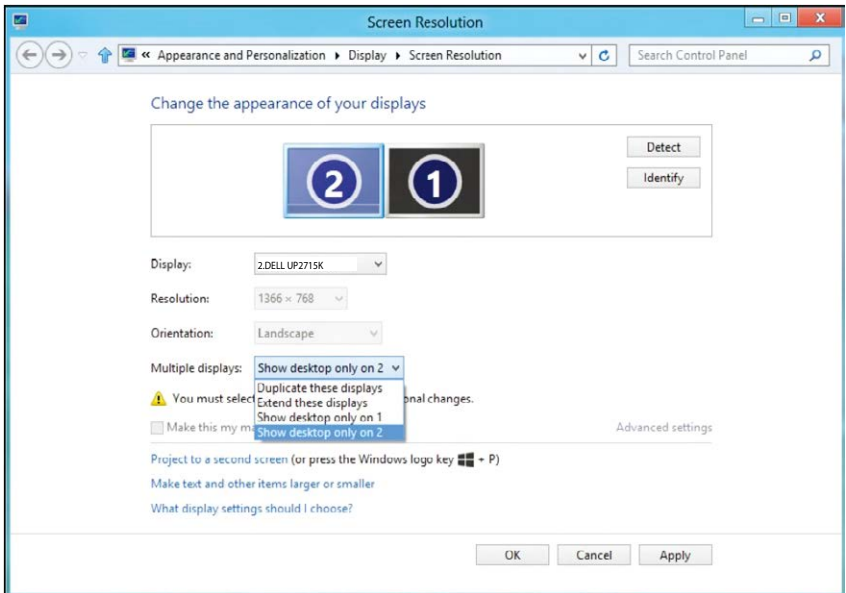 Screen Resolution
« Appearance and Personalization ▸ Display ▸ Screen Resolution
Search Control Panel
Change the appearance of your displays
2 1
Detect
Identify
Display: 2.DELL UP2715K
Resolution: 1366 × 768
Orientation: Landscape
Multiple displays: Show desktop only on 2
Duplicate these displays
You must select onal changes.
Extend these displays
Show desktop only on 1
Make this my m Advanced settings
Show desktop only on 2
Project to a second screen (or press the Windows logo key + P)
Make text and other items larger or smaller
What display settings should I choose?
OK Cancel Apply